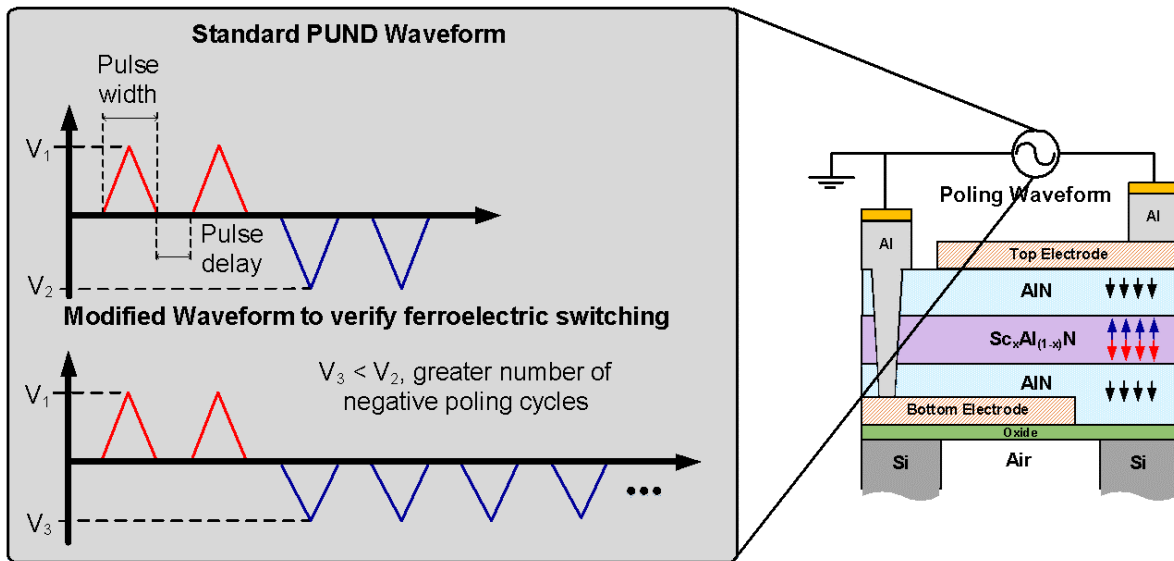 Standard PUND Waveform
Pulse
width
V₁
Pulse
delay
V₂
Modified Waveform to verify ferroelectric switching
V₃ < V₂, greater number of
negative poling cycles
V₁
V₃
Poling Waveform
Al
Al
Top Electrode
AlN
ScₓAl₍₁₋ₓ₎N
AlN
Bottom Electrode
Oxide
Si
Air
Si